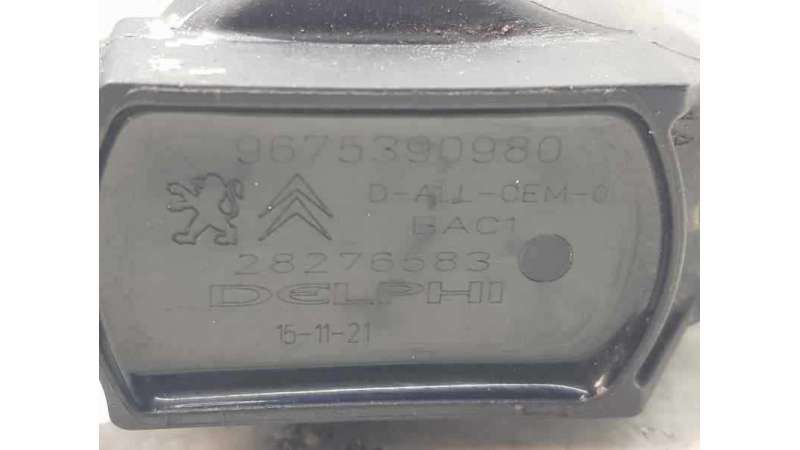 9675390980
D-A11-CEM-0
BAC1
28276583
DELPHI
15-11-21